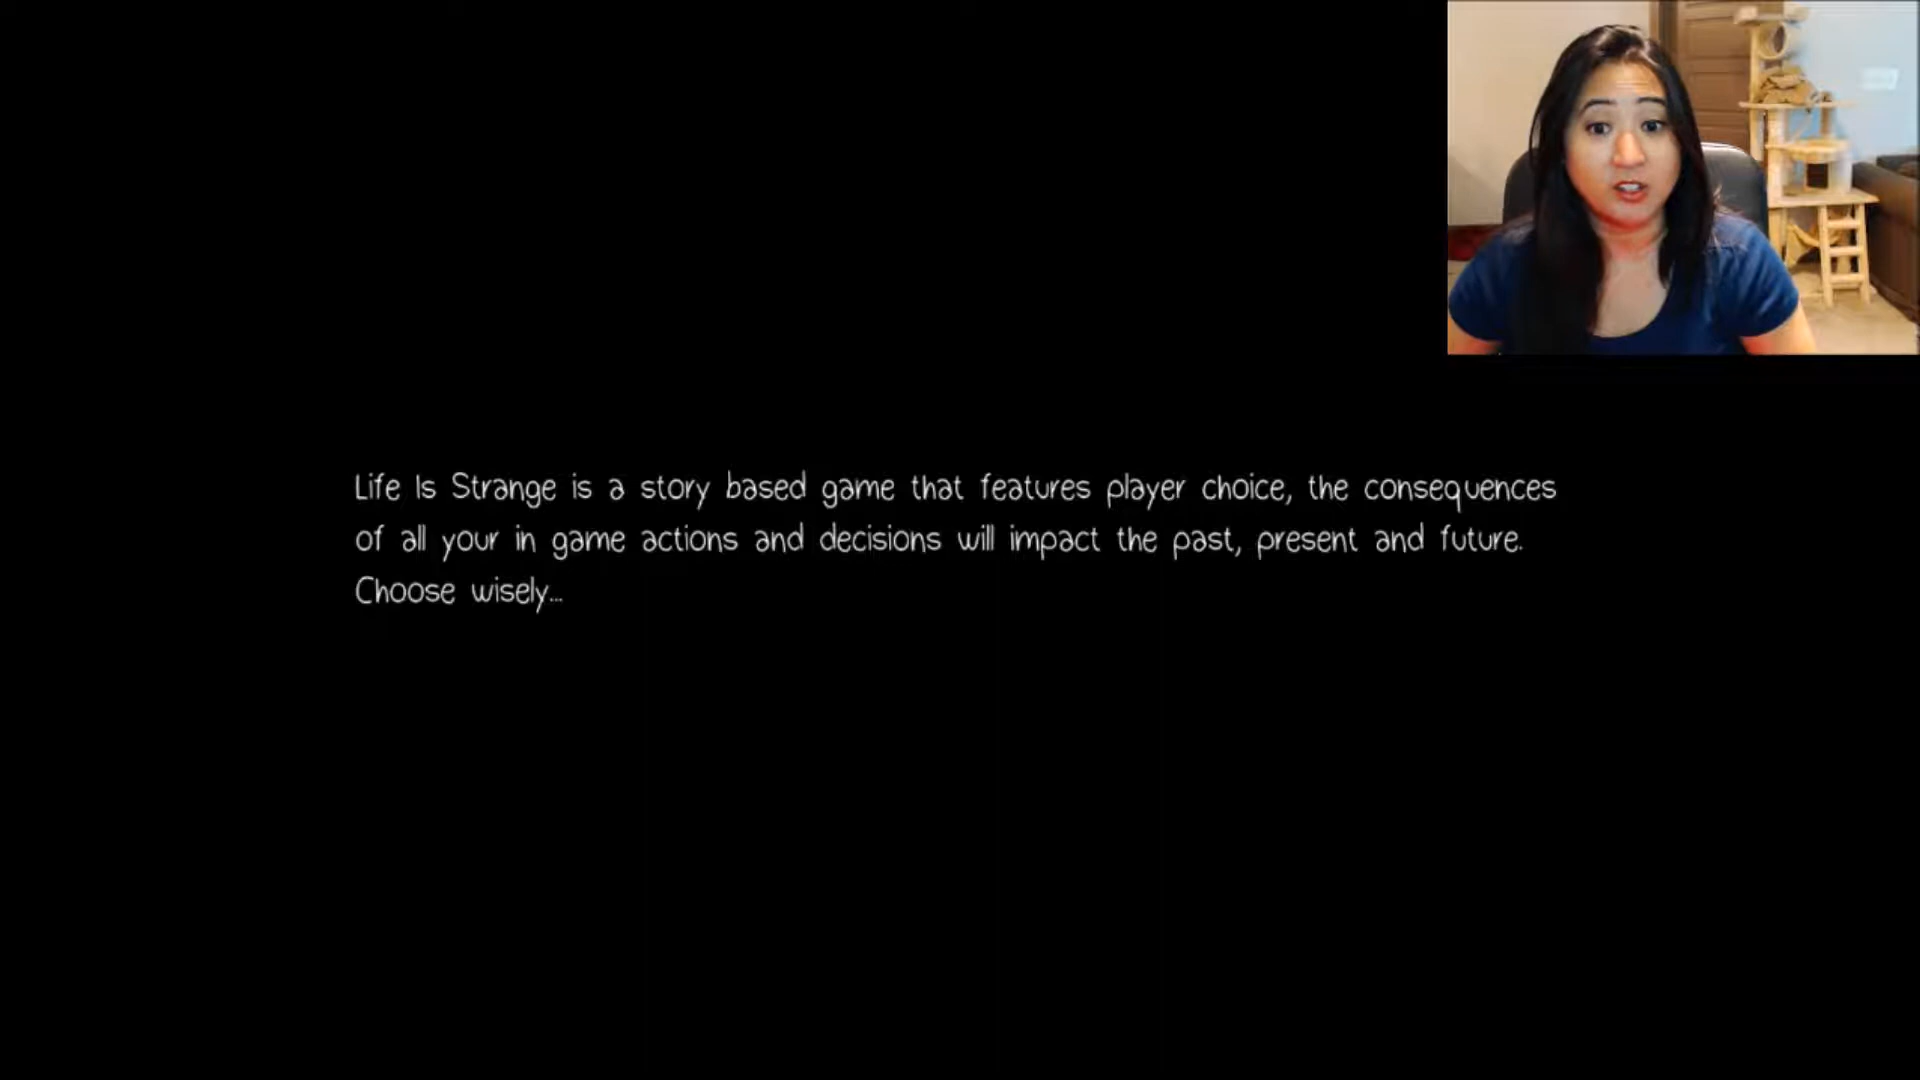 Life Is Strange is a story based game that features player choice, the consequences
of all your in game actions and decisions will impact the past, present and future.
Choose wisely...